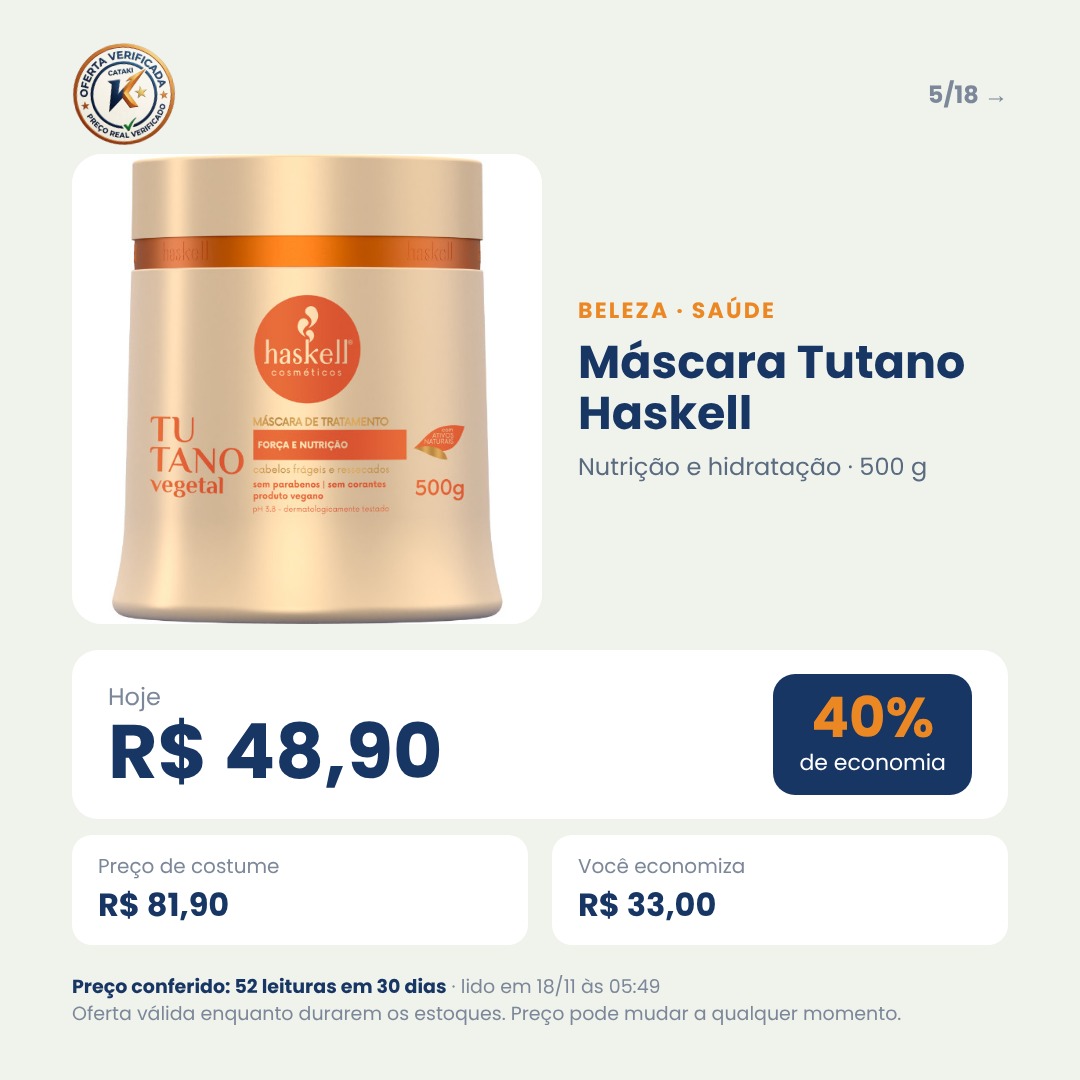 OFERTA VERIFICADA
CATAKI
K
PREÇO REAL VERIFICADO
5/18 →
haskell haskell
haskell®
cosméticos
TU
TANO
vegetal
MÁSCARA DE TRATAMENTO
FORÇA E NUTRIÇÃO
cabelos frágeis e ressecados
sem parabenos | sem corantes
produto vegano
pH 3,8 - dermatologicamente testado
com
ATIVOS
NATURAIS
500g
BELEZA · SAÚDE
Máscara Tutano
Haskell
Nutrição e hidratação · 500 g
Hoje
R$ 48,90
40%
de economia
Preço de costume
R$ 81,90
Você economiza
R$ 33,00
Preço conferido: 52 leituras em 30 dias · lido em 18/11 às 05:49
Oferta válida enquanto durarem os estoques. Preço pode mudar a qualquer momento.